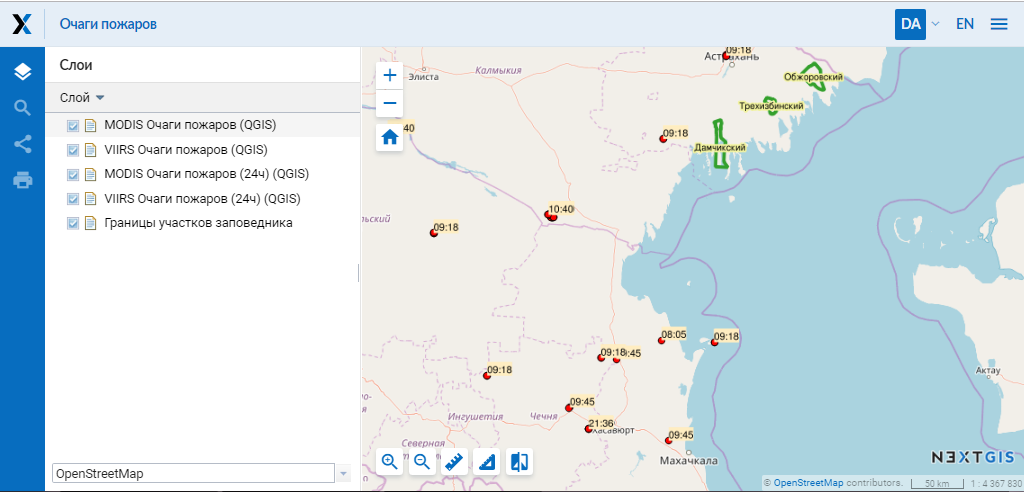 Очаги пожаров
DA
EN
Слои
Слой
MODIS Очаги пожаров (QGIS)
VIIRS Очаги пожаров (QGIS)
MODIS Очаги пожаров (24ч) (QGIS)
VIIRS Очаги пожаров (24ч) (QGIS)
Границы участков заповедника
OpenStreetMap
09:18
Элиста
Калмыкия
Обжоровский
Трехизбинский
40
09:18
Дамчикский
10:40
льский
09:18
08:05
09:18
09:18
:45
09:18
09:45
Ингушетия
Чечня
21:36
Хасавюрт
09:45
Северная
Махачкала
Актау
NEXTGIS
© OpenStreetMap contributors.
50 km
1 : 4 367 830